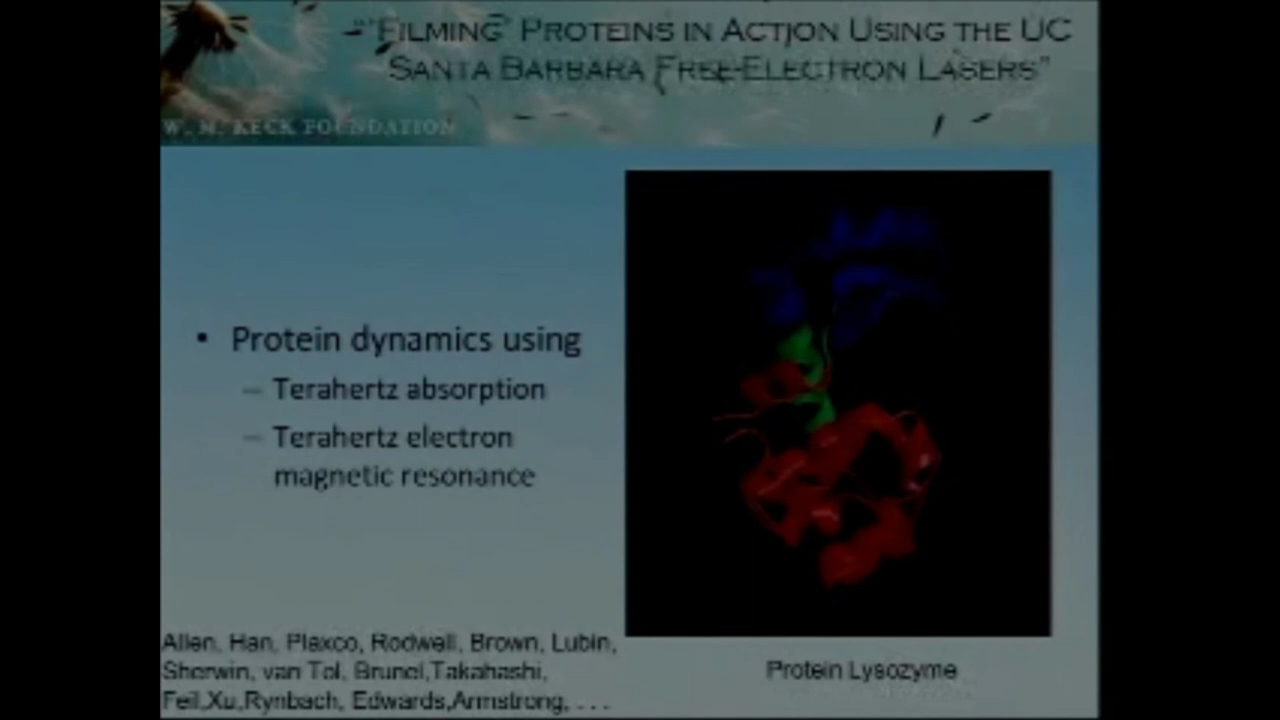 “‘Filming’ Proteins in Action Using the UC
Santa Barbara Free-Electron Lasers”
W. M. KECK FOUNDATION
• Protein dynamics using
– Terahertz absorption
– Terahertz electron
magnetic resonance
Allen, Han, Plaxco, Rodwell, Brown, Lubin,
Sherwin, van Tol, Brunel,Takahashi,
Feil,Xu,Rynbach, Edwards,Armstrong, . . .
Protein Lysozyme